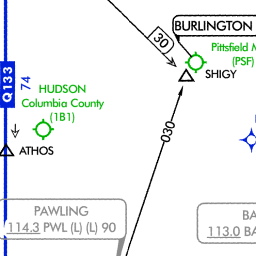 BURLINGTON
30
Pittsfield M
(PSF)
SHIGY
Q133
74
HUDSON
Columbia County
(1B1)
ATHOS
030
PAWLING
114.3 PWL (L) (L) 90
BA
113.0 BA